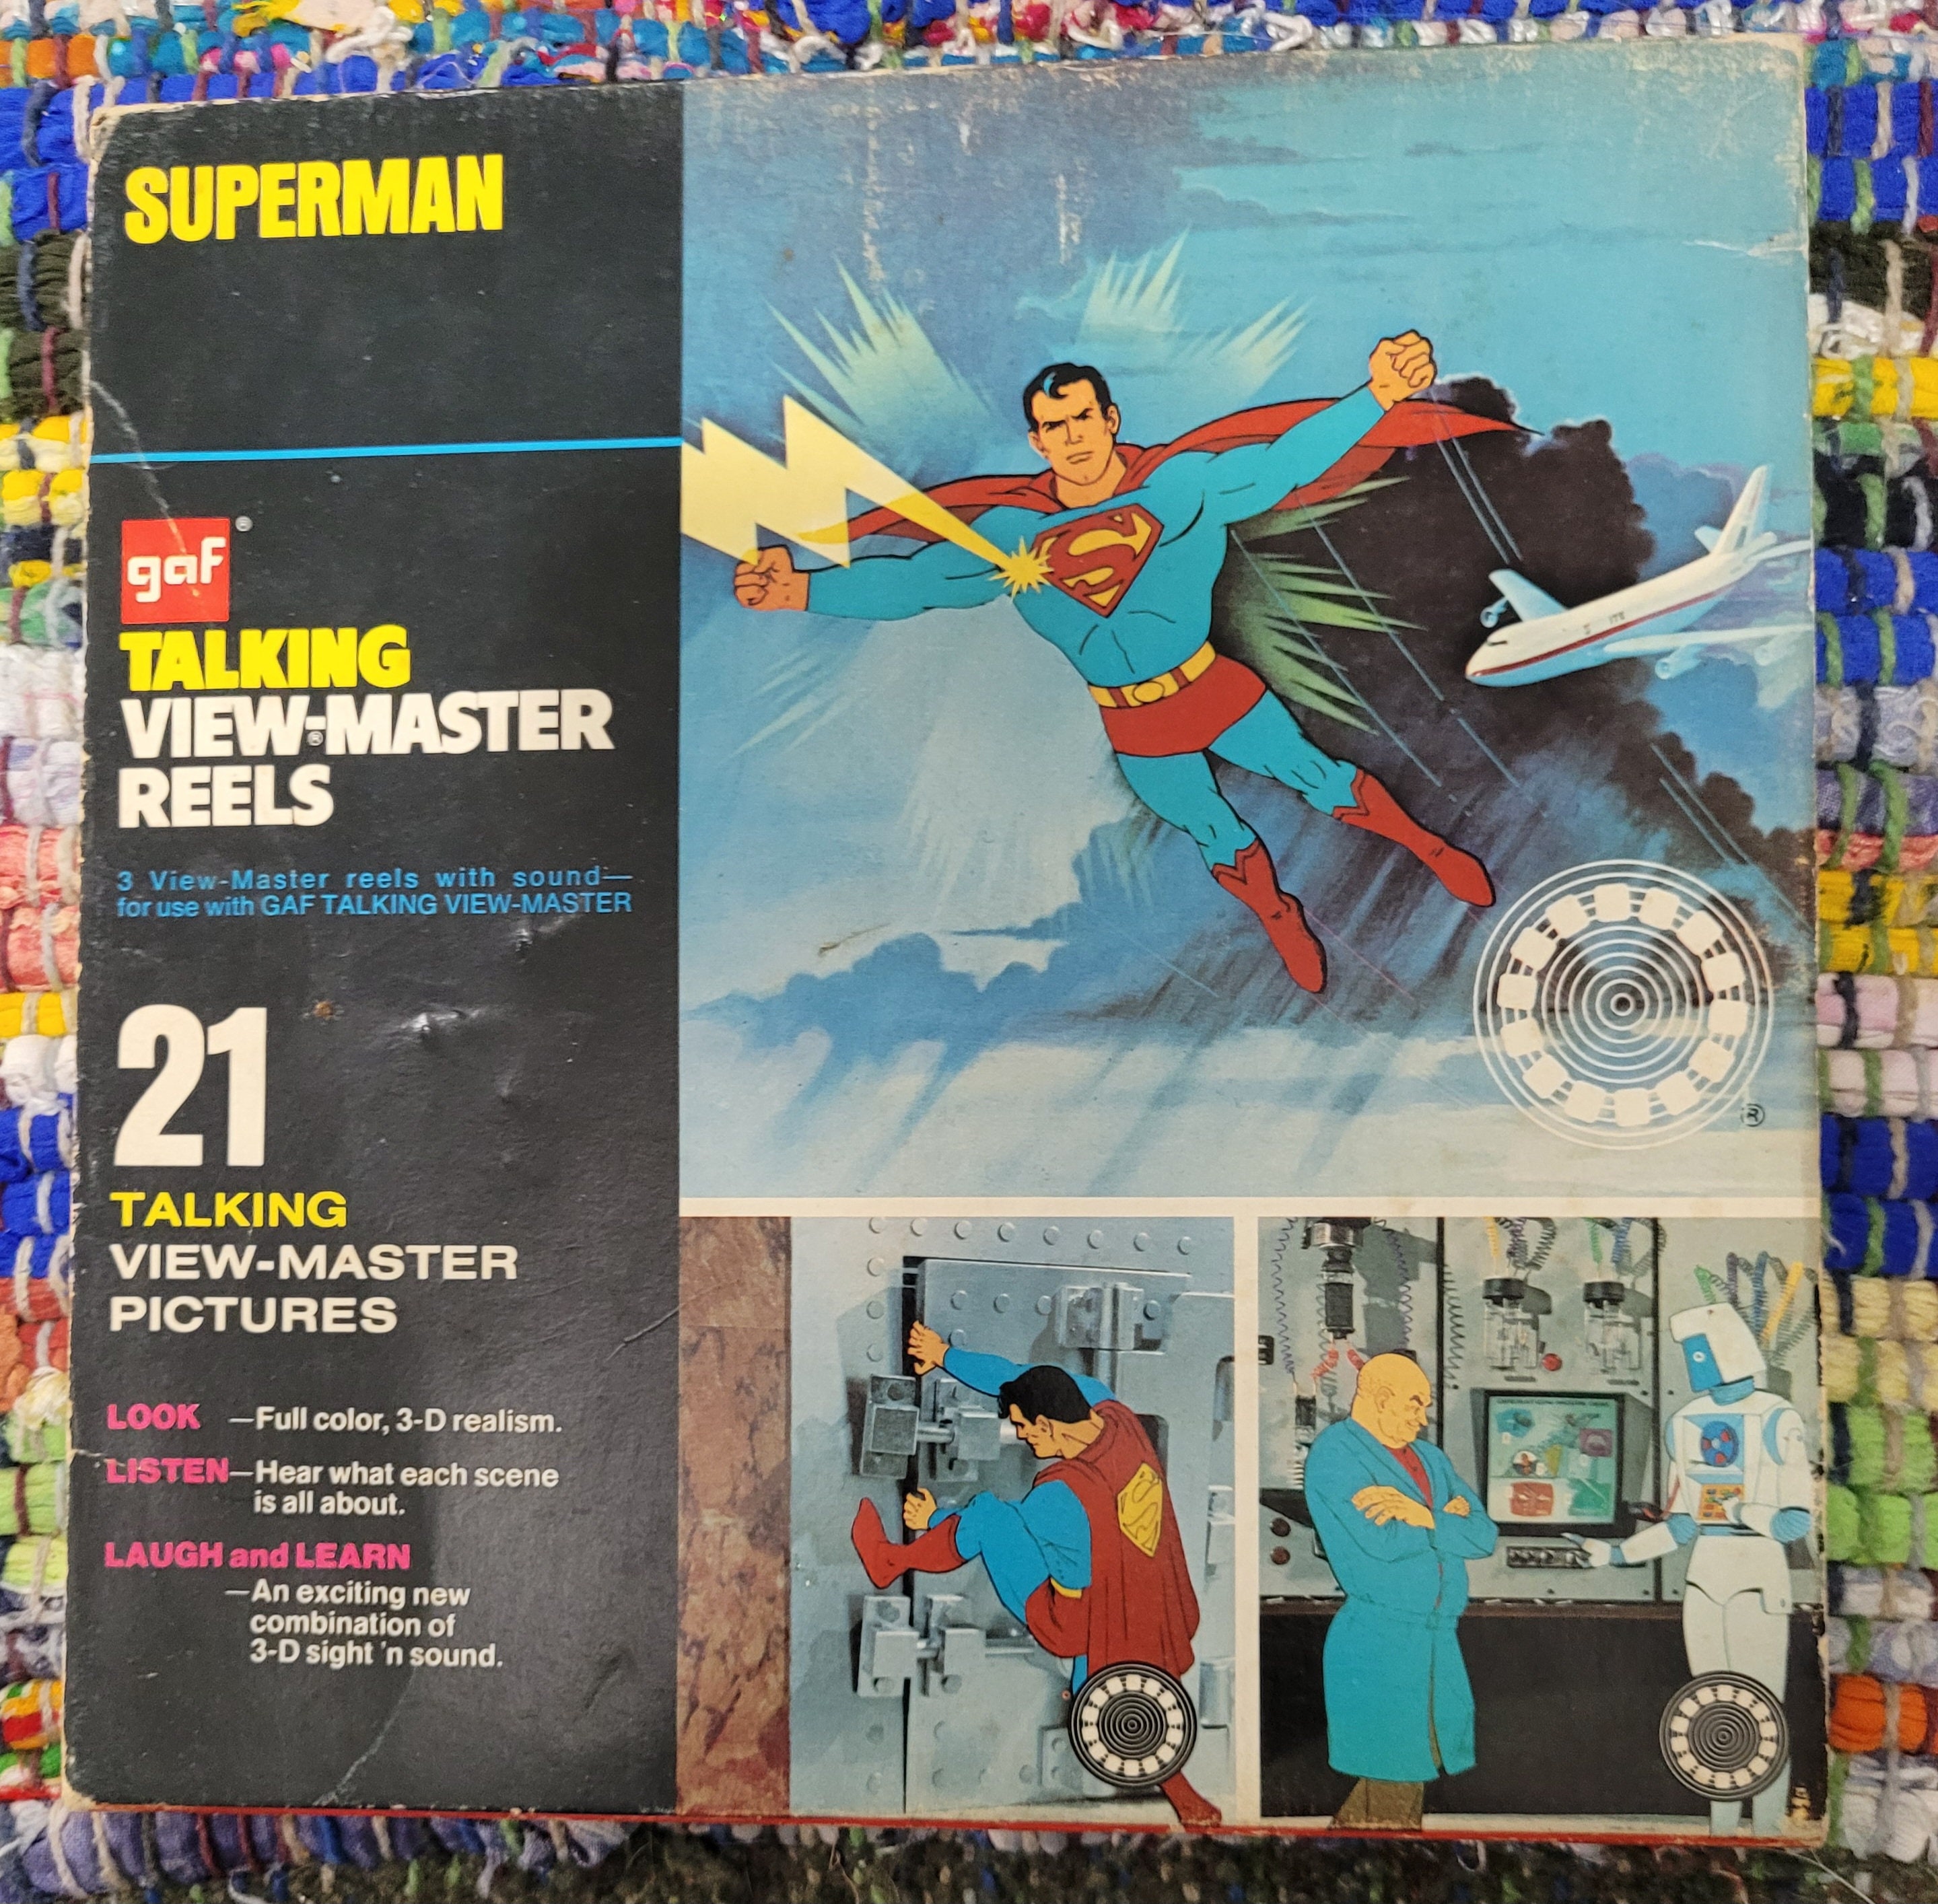 SUPERMAN
gaf®
TALKING
VIEW-MASTER®
REELS
3 View-Master reels with sound—
for use with GAF TALKING VIEW-MASTER
21
TALKING
VIEW-MASTER
PICTURES
LOOK —Full color, 3-D realism.
LISTEN—Hear what each scene
is all about.
LAUGH and LEARN
—An exciting new
combination of
3-D sight 'n sound.
S
®
S